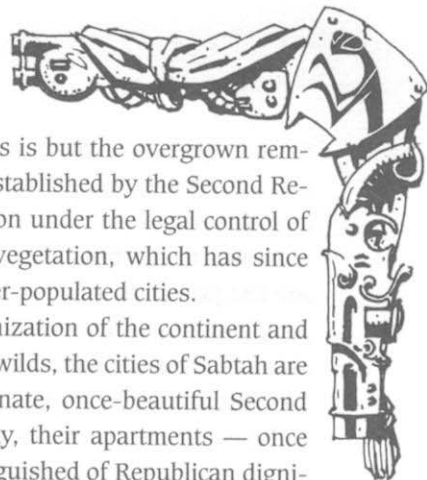 s is but the overgrown rem-
stablished by the Second Re-
on under the legal control of
vegetation, which has since
er-populated cities.
nization of the continent and
wilds, the cities of Sabtah are
nate, once-beautiful Second
y, their apartments — once
nguished of Republican digni-